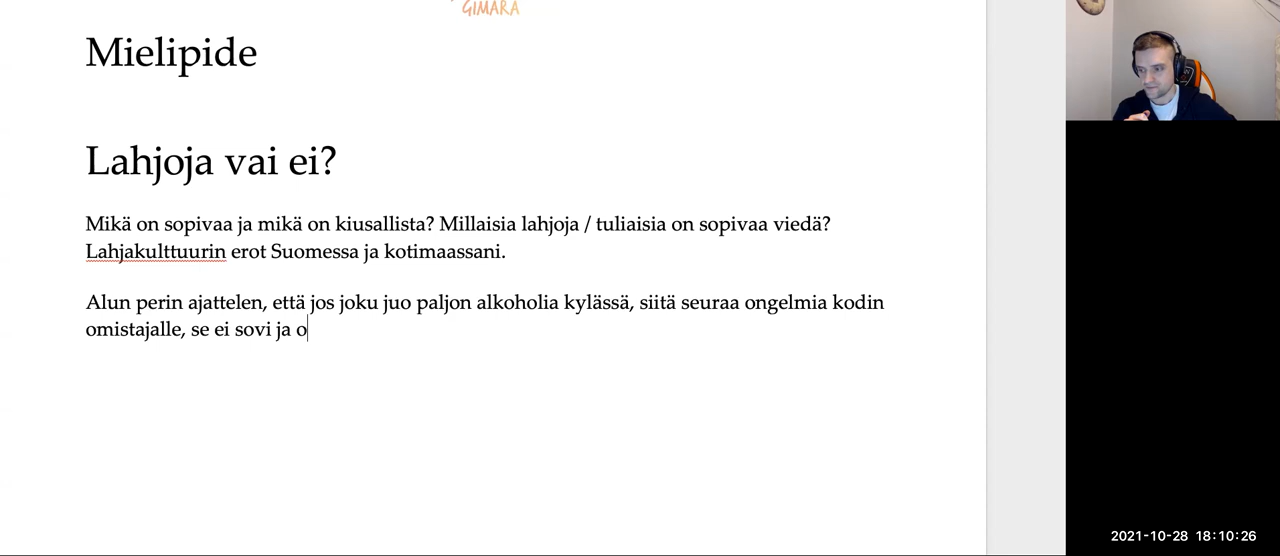 GIMARA
Mielipide
Lahjoja vai ei?
Mikä on sopivaa ja mikä on kiusallista? Millaisia lahjoja / tuliaisia on sopivaa viedä?
Lahjakulttuurin erot Suomessa ja kotimaassani.
Alun perin ajattelen, että jos joku juo paljon alkoholia kylässä, siitä seuraa ongelmia kodin
omistajalle, se ei sovi ja o
2021-10-28 18:10:26